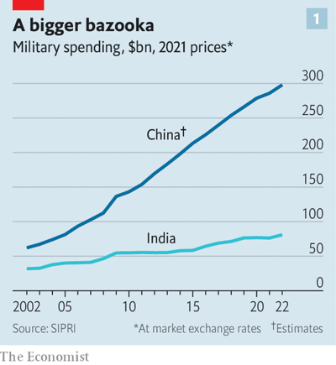 A bigger bazooka
1
Military spending, $bn, 2021 prices*
300
250
China†
200
150
100
India
50
0
2002 05 10 15 20 22
Source: SIPRI *At market exchange rates †Estimates
The Economist